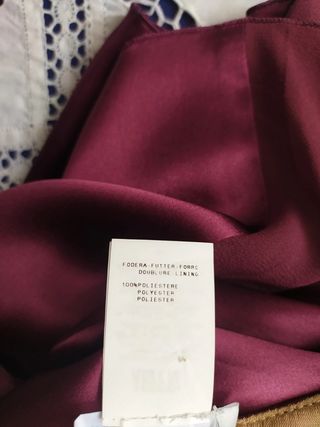 FODERA-FUTTER-FORRO
DOUBLURE-LINING
100%POLIESTERE
POLYESTER
POLIESTER